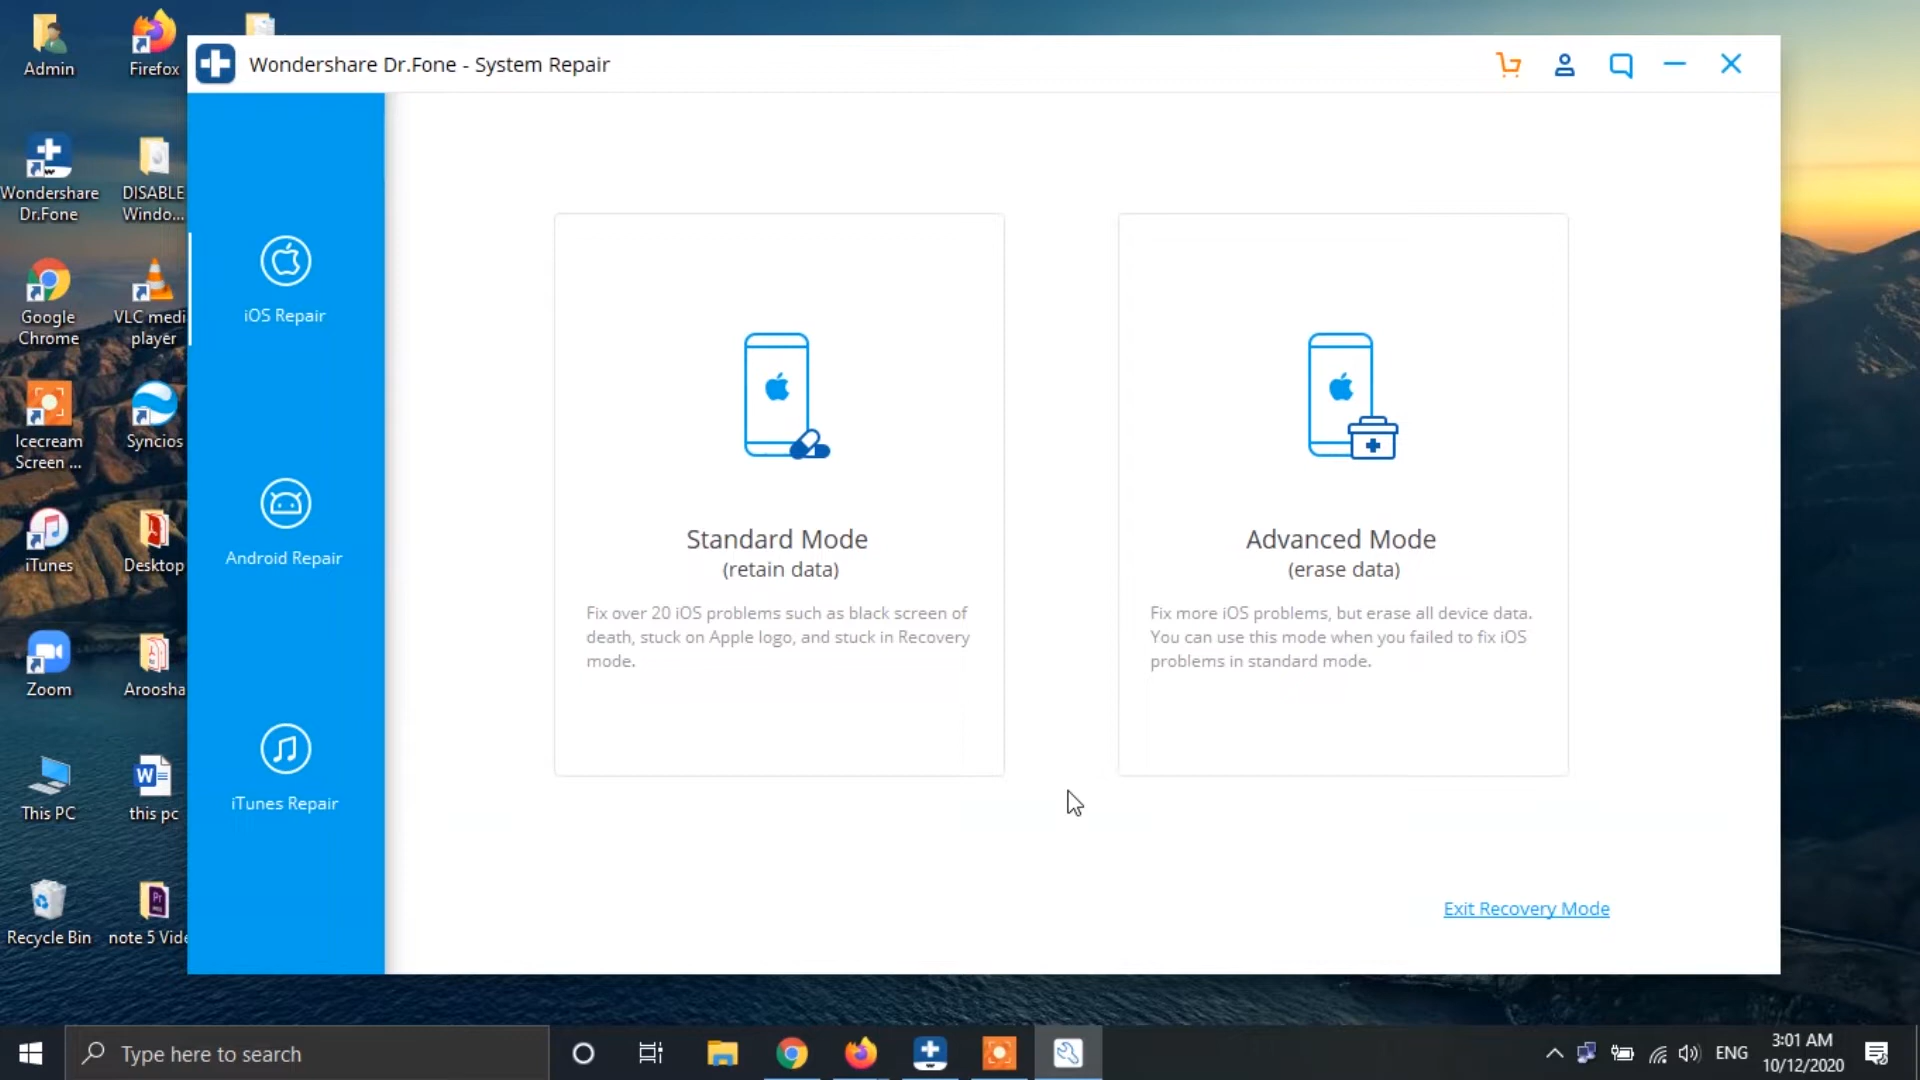 Admin
Firefox
Wondershare Dr.Fone - System Repair
Wondershare
Dr.Fone
DISABLE
Windo...
Google
Chrome
VLC medi
player
Icecream
Screen ...
Syncios
iTunes
Desktop
Zoom
Aroosha
This PC
this pc
Recycle Bin
note 5 Vide
iOS Repair
Android Repair
iTunes Repair
Standard Mode
(retain data)
Fix over 20 iOS problems such as black screen of
death, stuck on Apple logo, and stuck in Recovery
mode.
Advanced Mode
(erase data)
Fix more iOS problems, but erase all device data.
You can use this mode when you failed to fix iOS
problems in standard mode.
Exit Recovery Mode
Type here to search
ENG
3:01 AM
10/12/2020